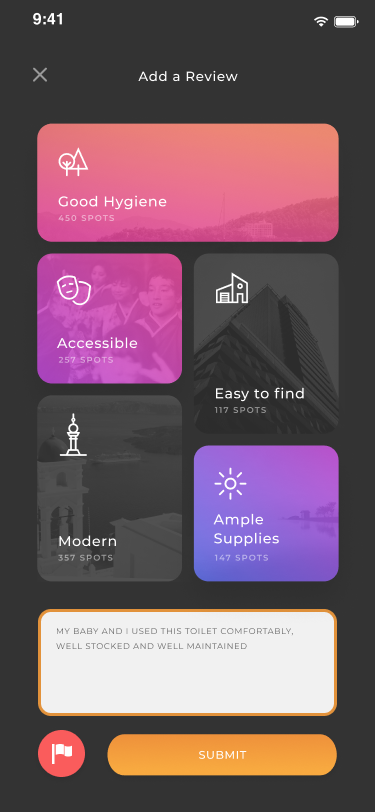 9:41
Add a Review
Good Hygiene
450 SPOTS
Accessible
257 SPOTS
Easy to find
117 SPOTS
Modern
357 SPOTS
Ample
Supplies
147 SPOTS
MY BABY AND I USED THIS TOILET COMFORTABLY,
WELL STOCKED AND WELL MAINTAINED
SUBMIT